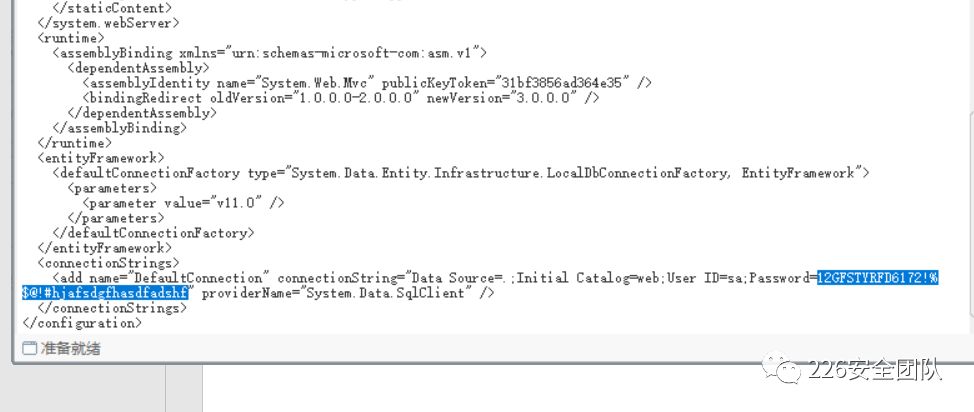 </staticContent>
</system.webServer>
<runtime>
<assemblyBinding xmlns="urn:schemas-microsoft-com:asm.v1">
<dependentAssembly>
<assemblyIdentity name="System.Web.Mvc" publicKeyToken="31bf3856ad364e35" />
<bindingRedirect oldVersion="1.0.0.0-2.0.0.0" newVersion="3.0.0.0" />
</dependentAssembly>
</assemblyBinding>
</runtime>
<entityFramework>
<defaultConnectionFactory type="System.Data.Entity.Infrastructure.LocalDbConnectionFactory, EntityFramework">
<parameters>
<parameter value="v11.0" />
</parameters>
</defaultConnectionFactory>
</entityFramework>
<connectionStrings>
<add name="DefaultConnection" connectionString="Data Source=.;Initial Catalog=web;User ID=sa;Password=12GFSTYRFD6172!%
$@!#hjafsdgfhasdfadshf" providerName="System.Data.SqlClient" />
</connectionStrings>
</configuration>
准备就绪
226安全团队